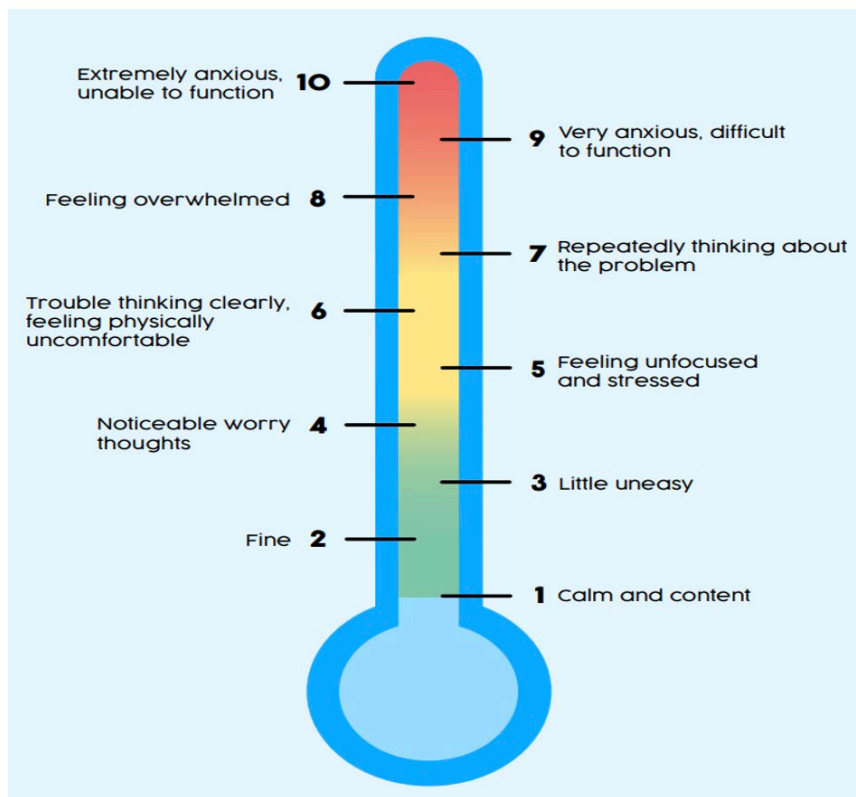 Extremely anxious, 10
unable to function
9 Very anxious, difficult
to function
Feeling overwhelmed 8
7 Repeatedly thinking about
the problem
Trouble thinking clearly,
feeling physically 6
uncomfortable
5 Feeling unfocused
and stressed
Noticeable worry 4
thoughts
3 Little uneasy
Fine 2
1 Calm and content